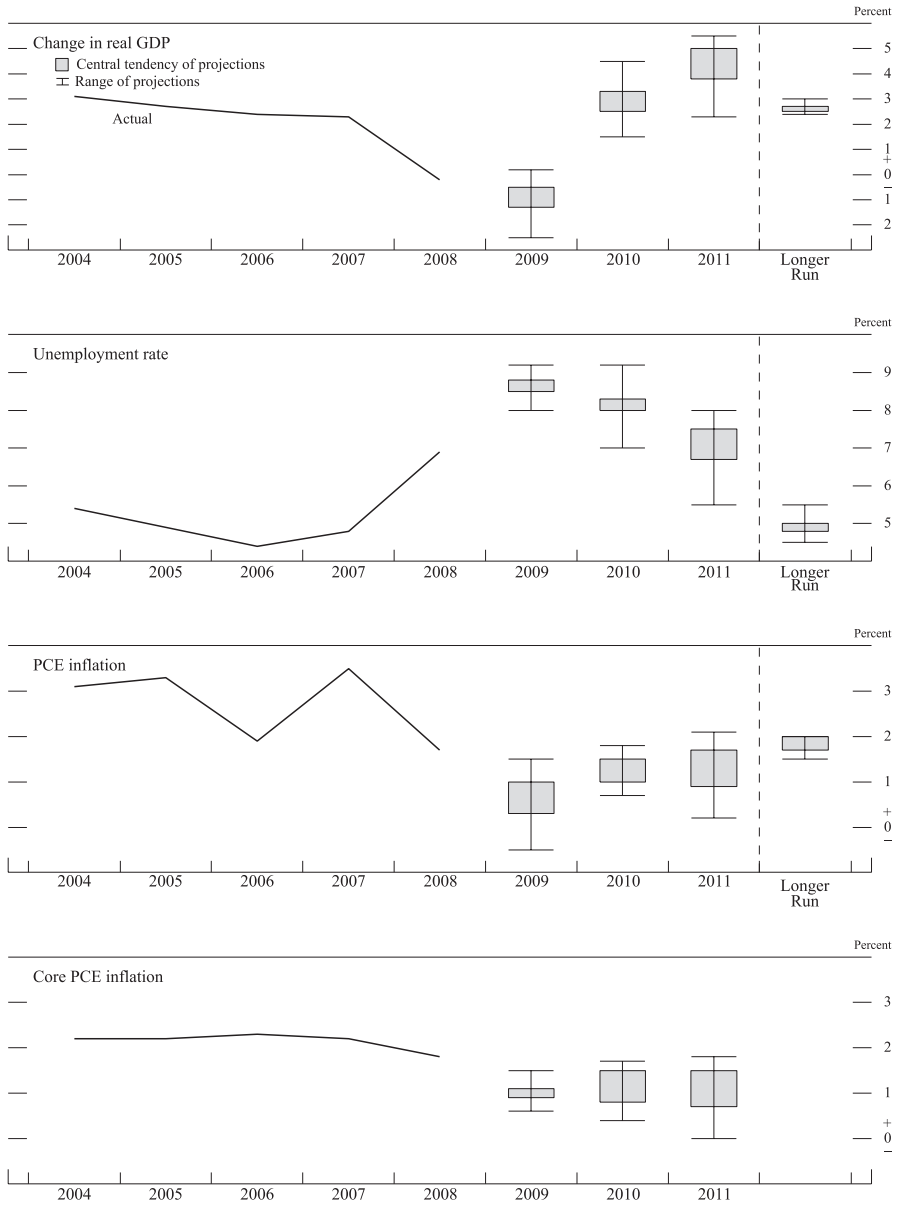 Percent
Change in real GDP
Central tendency of projections
Range of projections
Actual
5
4
3
2
1
+
0
–
1
2
2004 2005 2006 2007 2008 2009 2010 2011 Longer
Run
Percent
Unemployment rate
9
8
7
6
5
2004 2005 2006 2007 2008 2009 2010 2011 Longer
Run
Percent
PCE inflation
3
2
1
+
0
–
2004 2005 2006 2007 2008 2009 2010 2011 Longer
Run
Percent
Core PCE inflation
3
2
1
+
0
–
2004 2005 2006 2007 2008 2009 2010 2011